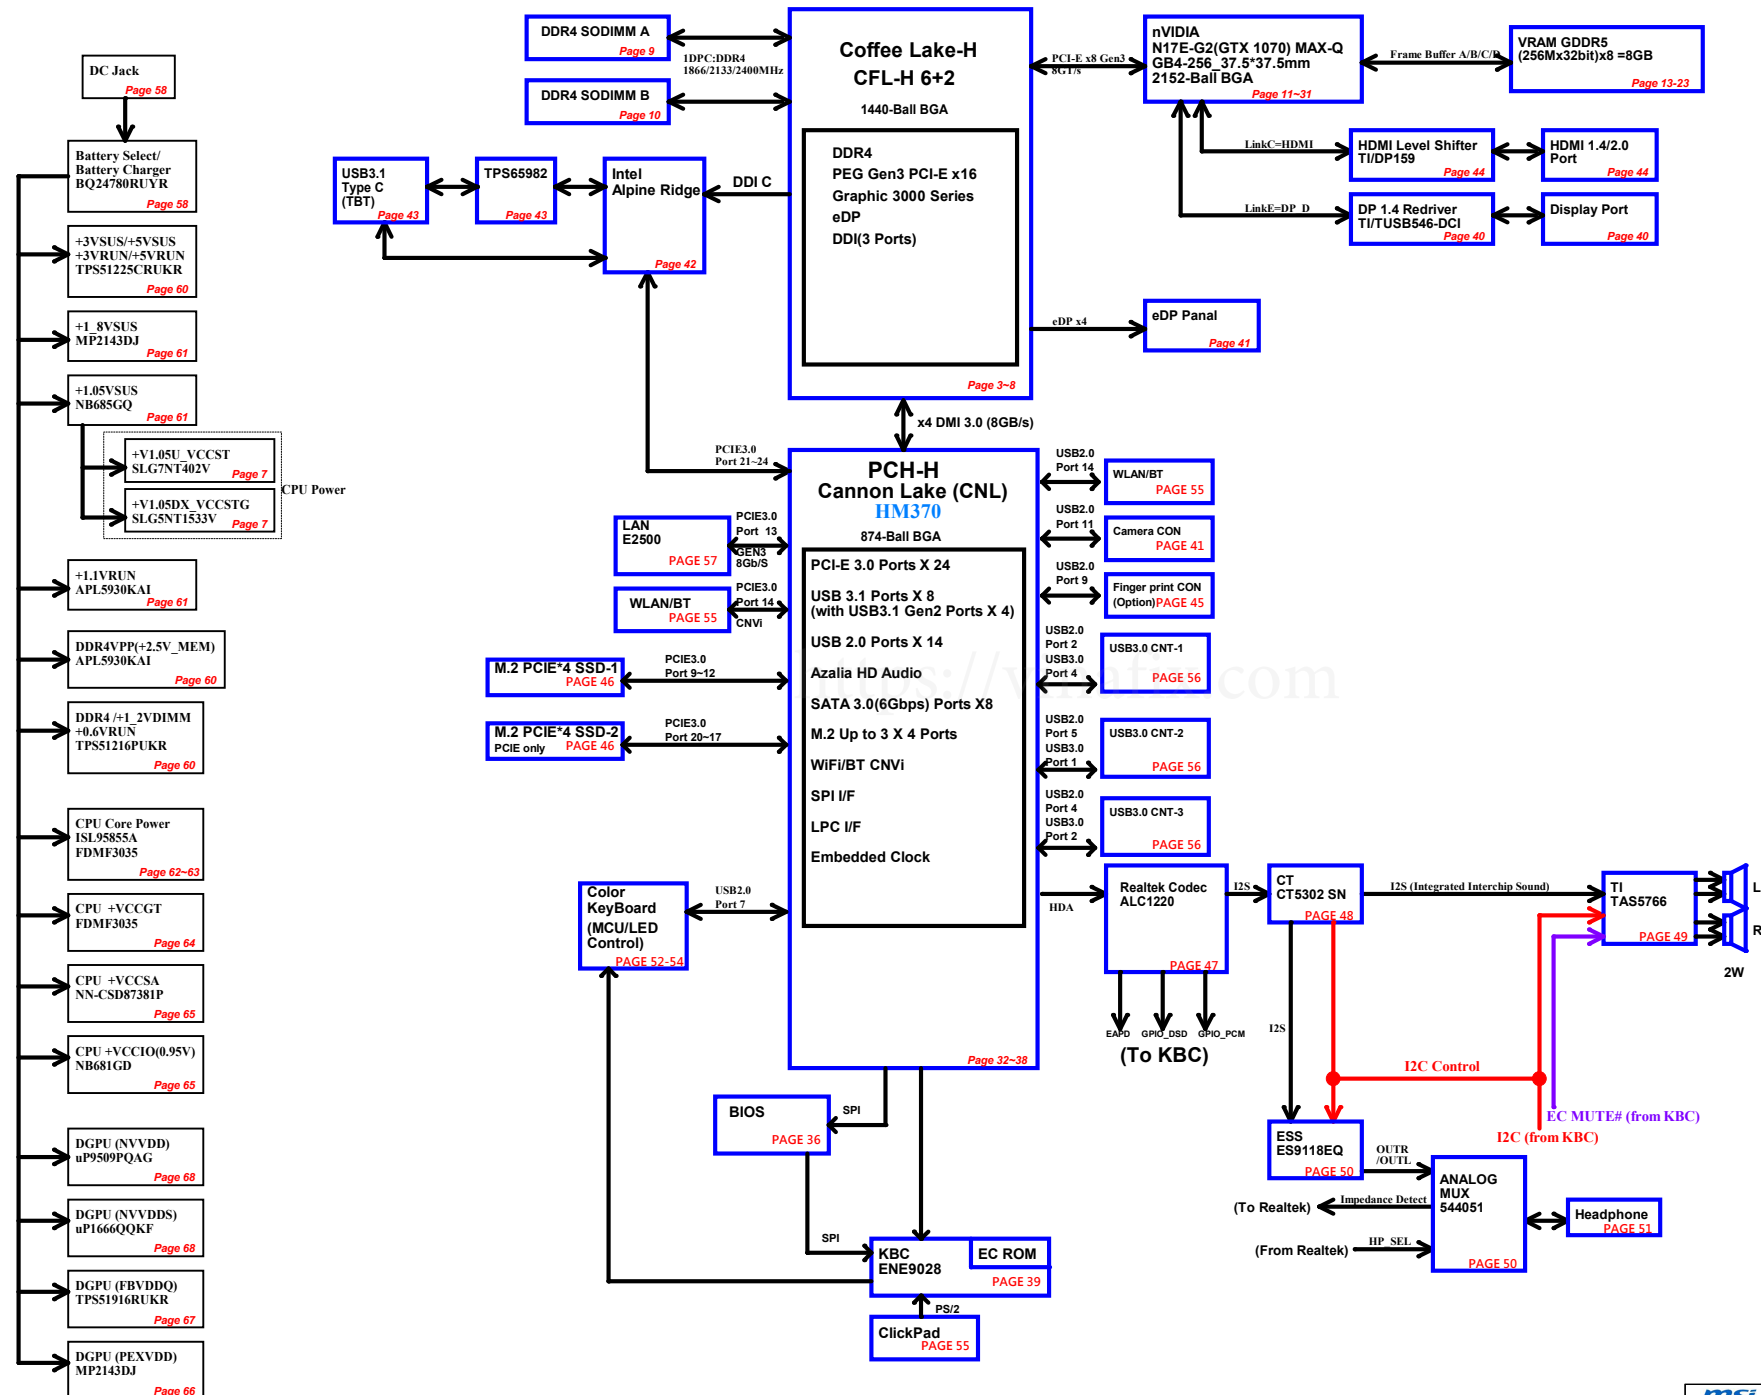 DC Jack
Page 58
Battery Select/
Battery Charger
BQ24780RUYR
Page 58
+3VSUS/+5VSUS
+3VRUN/+5VRUN
TPS51225CRUKR
Page 60
+1_8VSUS
MP2143DJ
Page 61
+1.05VSUS
NB685GQ
Page 61
+V1.05U_VCCST
SLG7NT402V
Page 7
+V1.05DX_VCCSTG
SLG5NT1533V
Page 7
CPU Power
+1.1VRUN
APL5930KAI
Page 61
DDR4VPP(+2.5V_MEM)
APL5930KAI
Page 60
DDR4 /+1_2VDIMM
+0.6VRUN
TPS51216PUKR
Page 60
CPU Core Power
ISL95855A
FDMF3035
Page 62~63
CPU +VCCGT
FDMF3035
Page 64
CPU +VCCSA
NN-CSD87381P
Page 65
CPU +VCCIO(0.95V)
NB681GD
Page 65
DGPU (NVVDD)
uP9509PQAG
Page 68
DGPU (NVVDDS)
uP1666QQKF
Page 68
DGPU (FBVDDQ)
TPS51916RUKR
Page 67
DGPU (PEXVDD)
MP2143DJ
Page 66
DDR4 SODIMM A
Page 9
1DPC:DDR4
1866/2133/2400MHz
DDR4 SODIMM B
Page 10
USB3.1
Type C
(TBT)
Page 43
TPS65982
Page 43
Intel
Alpine Ridge
Page 42
DDI C
Coffee Lake-H
CFL-H 6+2
1440-Ball BGA
DDR4
PEG Gen3 PCI-E x16
Graphic 3000 Series
eDP
DDI(3 Ports)
Page 3~8
PCI-E x8 Gen3
8GT/s
nVIDIA
N17E-G2(GTX 1070) MAX-Q
GB4-256_37.5*37.5mm
2152-Ball BGA
Page 11~31
Frame Buffer A/B/C/D
VRAM GDDR5
(256Mx32bit)x8 =8GB
Page 13-23
LinkC=HDMI
HDMI Level Shifter
TI/DP159
Page 44
HDMI 1.4/2.0
Port
Page 44
LinkE=DP_D
DP 1.4 Redriver
TI/TUSB546-DCI
Page 40
Display Port
Page 40
eDP x4
eDP Panal
Page 41
x4 DMI 3.0 (8GB/s)
PCIE3.0
Port 21~24
PCH-H
Cannon Lake (CNL)
HM370
874-Ball BGA
PCI-E 3.0 Ports X 24
USB 3.1 Ports X 8
(with USB3.1 Gen2 Ports X 4)
USB 2.0 Ports X 14
Azalia HD Audio
SATA 3.0(6Gbps) Ports X8
M.2 Up to 3 X 4 Ports
WiFi/BT CNVi
SPI I/F
LPC I/F
Embedded Clock
Page 32~38
LAN
E2500
PAGE 57
PCIE3.0
Port 13
GEN3
8Gb/S
WLAN/BT
PAGE 55
PCIE3.0
Port 14
CNVi
M.2 PCIE*4 SSD-1
PAGE 46
PCIE3.0
Port 9~12
M.2 PCIE*4 SSD-2
PCIE only PAGE 46
PCIE3.0
Port 20~17
Color
KeyBoard
(MCU/LED
Control)
PAGE 52-54
USB2.0
Port 7
USB2.0
Port 14
WLAN/BT
PAGE 55
USB2.0
Port 11
Camera CON
PAGE 41
USB2.0
Port 9
Finger print CON
(Option)PAGE 45
USB2.0
Port 2
USB3.0
Port 4
USB3.0 CNT-1
PAGE 56
USB2.0
Port 5
USB3.0
Port 1
USB3.0 CNT-2
PAGE 56
USB2.0
Port 4
USB3.0
Port 2
USB3.0 CNT-3
PAGE 56
HDA
Realtek Codec
ALC1220
PAGE 47
EAPD GPIO_DSD GPIO_PCM
(To KBC)
I2S
CT
CT5302 SN
PAGE 48
I2S (Integrated Interchip Sound)
TI
TAS5766
PAGE 49
L
R
2W
I2S
I2C Control
EC MUTE# (from KBC)
I2C (from KBC)
ESS
ES9118EQ
PAGE 50
OUTR
/OUTL
(To Realtek)
Impedance Detect
(From Realtek)
HP_SEL
ANALOG
MUX
544051
PAGE 50
Headphone
PAGE 51
BIOS
PAGE 36
SPI
SPI
KBC
ENE9028
EC ROM
PAGE 39
PS/2
ClickPad
PAGE 55
msi